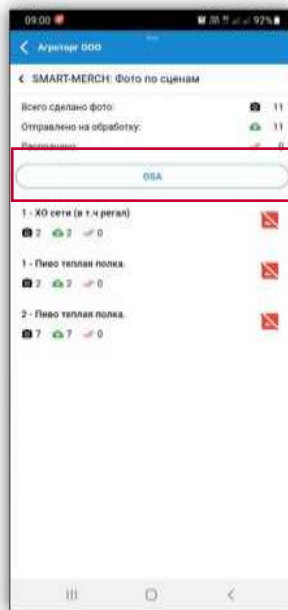 09:00 92%
Агроторг ООО
SMART-MERCH: Фото по сценам
Всего сделано фото: 11
Отправлено на обработку: 11
Распознано: 0
OSA
1 - ХО сети (в т.ч регал)
2 2 0
1 - Пиво теплая полка.
2 2 0
2 - Пиво теплая полка.
7 7 0